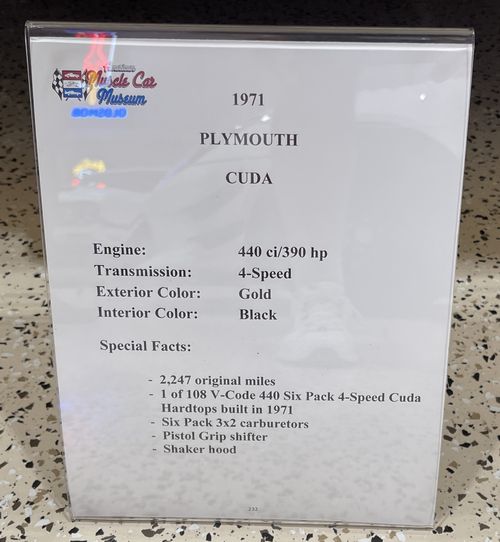 American
Muscle Car
Museum
1971
PLYMOUTH
CUDA
Engine: 440 ci/390 hp
Transmission: 4-Speed
Exterior Color: Gold
Interior Color: Black
Special Facts:
- 2,247 original miles
- 1 of 108 V-Code 440 Six Pack 4-Speed Cuda
Hardtops built in 1971
- Six Pack 3x2 carburetors
- Pistol Grip shifter
- Shaker hood
232